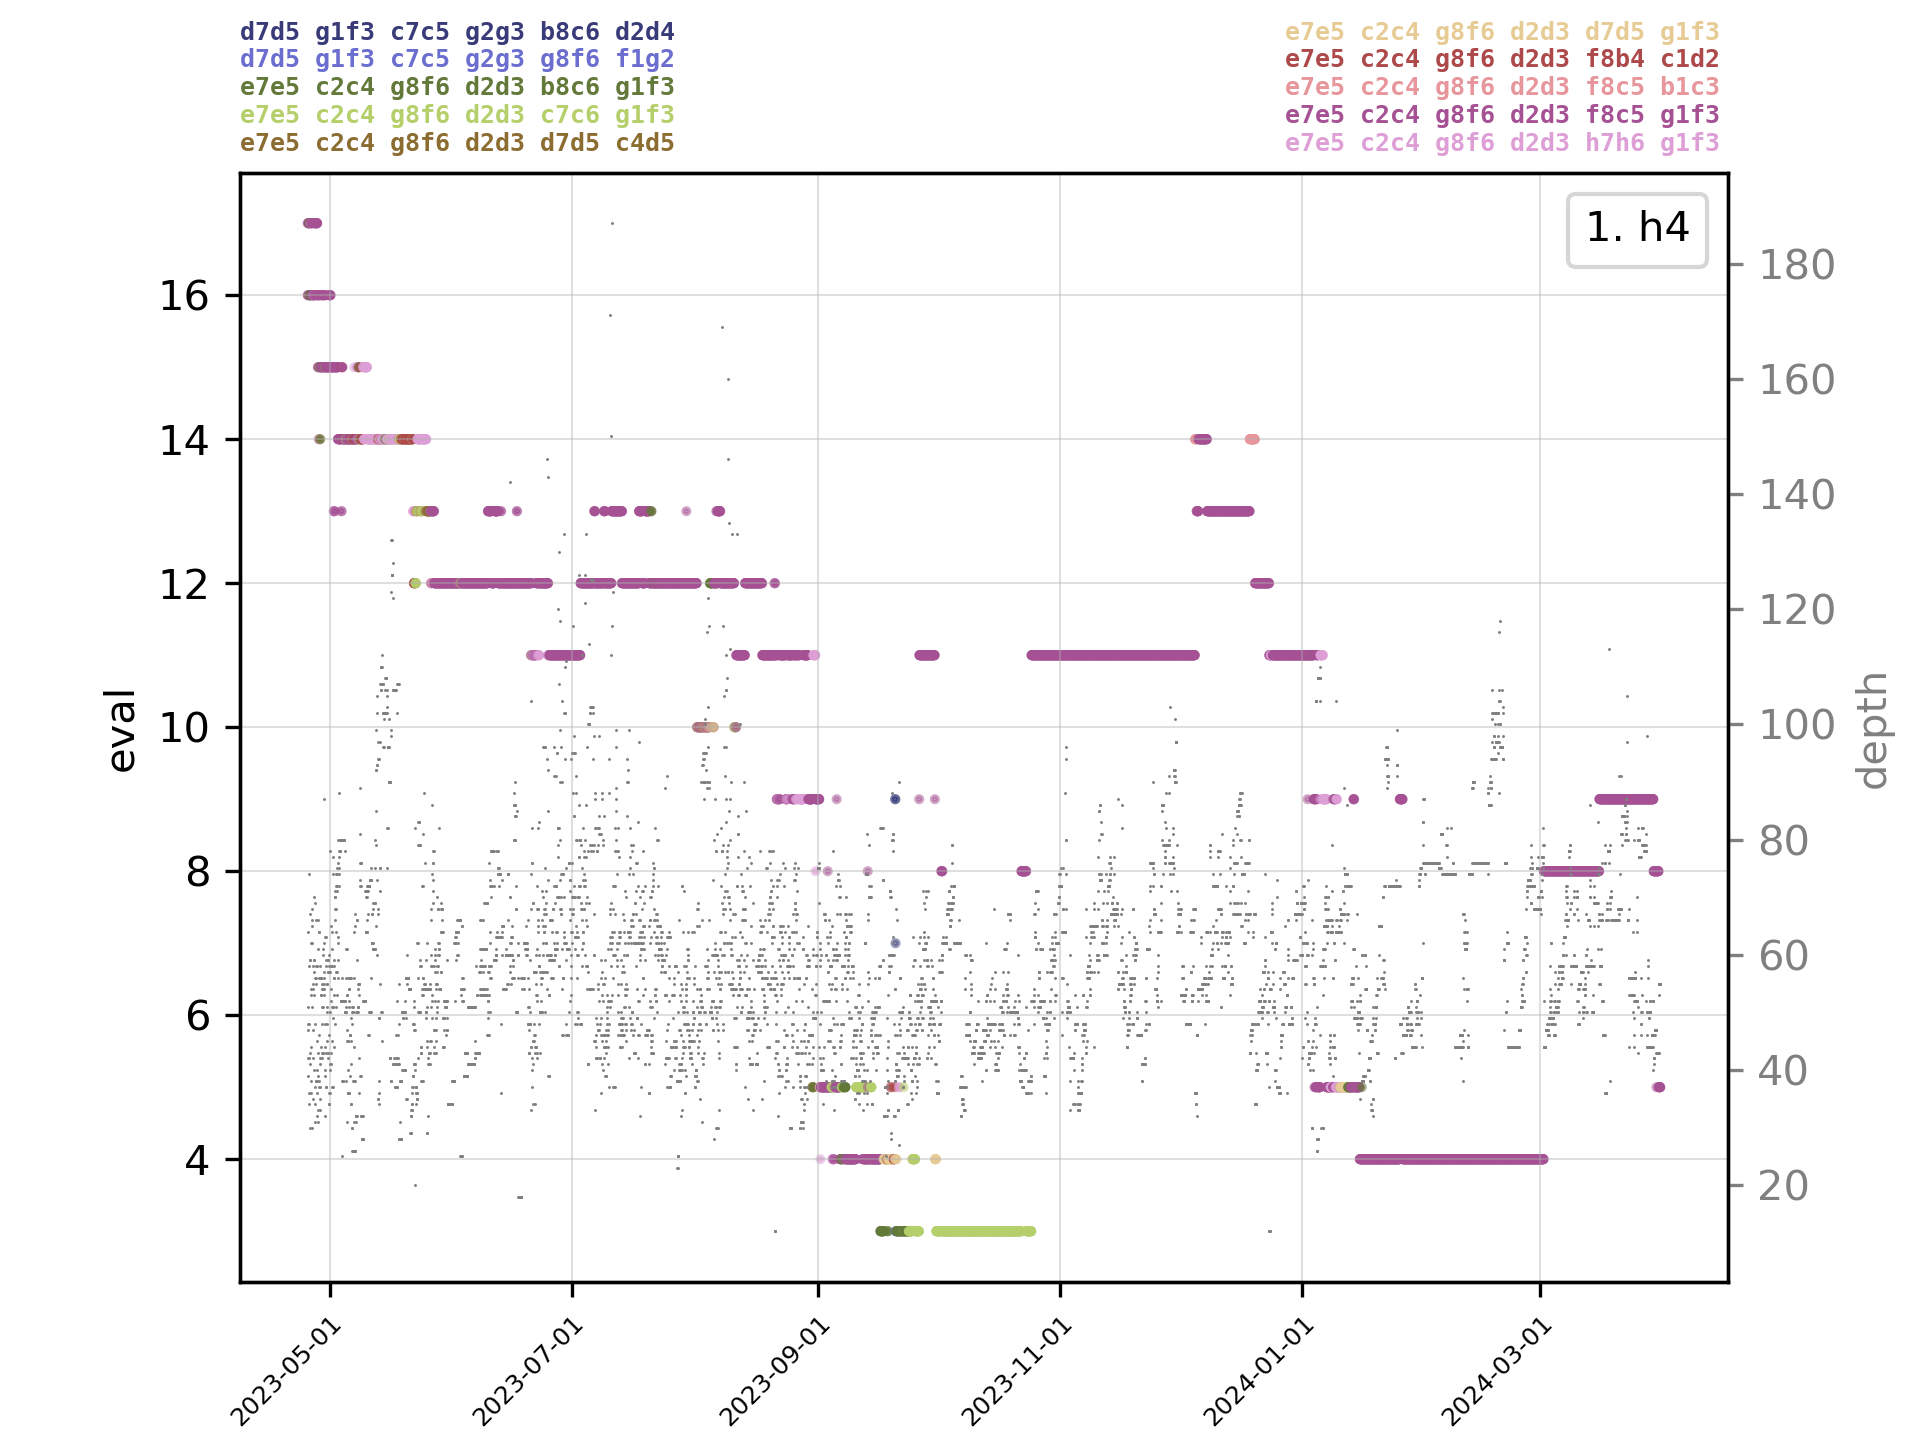 d7d5 g1f3 c7c5 g2g3 b8c6 d2d4
d7d5 g1f3 c7c5 g2g3 g8f6 f1g2
e7e5 c2c4 g8f6 d2d3 b8c6 g1f3
e7e5 c2c4 g8f6 d2d3 c7c6 g1f3
e7e5 c2c4 g8f6 d2d3 d7d5 c4d5
e7e5 c2c4 g8f6 d2d3 d7d5 g1f3
e7e5 c2c4 g8f6 d2d3 f8b4 c1d2
e7e5 c2c4 g8f6 d2d3 f8c5 b1c3
e7e5 c2c4 g8f6 d2d3 f8c5 g1f3
e7e5 c2c4 g8f6 d2d3 h7h6 g1f3
1. h4
eval
16
14
12
10
8
6
4
180
160
140
120
100
80
60
40
20
depth
2023-05-01
2023-07-01
2023-09-01
2023-11-01
2024-01-01
2024-03-01